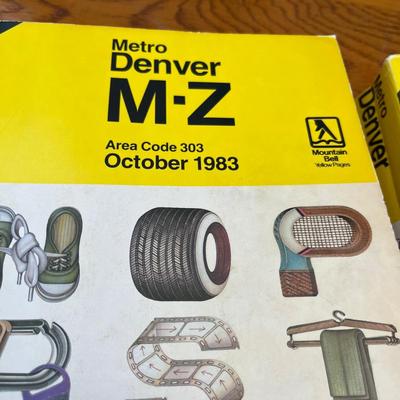 Metro
Denver
M-Z
Area Code 303
October 1983
Mountain
Bell
Yellow Pages
Metro
Denver